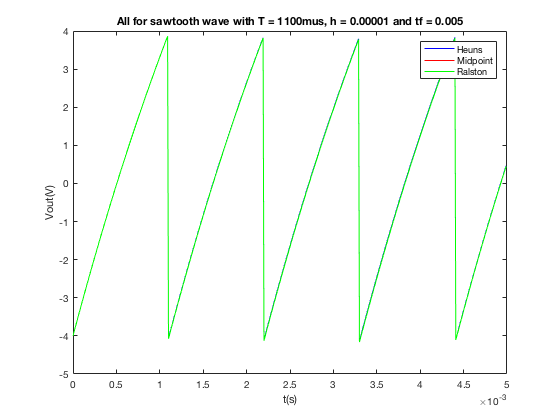 All for sawtooth wave with T = 1100mus, h = 0.00001 and tf = 0.005
4
3
2
1
0
-1
-2
-3
-4
-5
Vout(V)
Heuns
Midpoint
Ralston
0 0.5 1 1.5 2 2.5 3 3.5 4 4.5 5
t(s)
×10⁻³